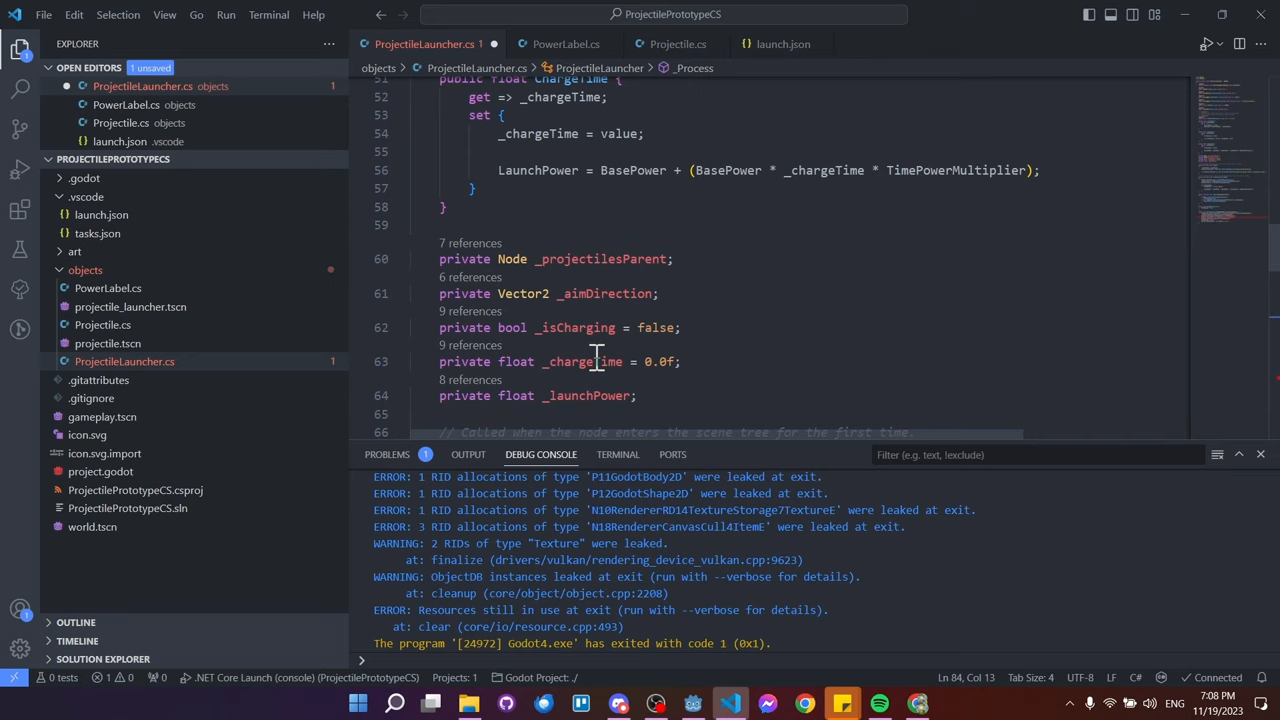 File Edit Selection View Go Run Terminal Help
ProjectilePrototypeCS
EXPLORER
OPEN EDITORS 1 unsaved
ProjectileLauncher.cs objects 1
PowerLabel.cs objects
Projectile.cs objects
launch.json .vscode
PROJECTILEPROTOTYPECS
.godot
.vscode
launch.json
tasks.json
art
objects
PowerLabel.cs
projectile_launcher.tscn
Projectile.cs
projectile.tscn
ProjectileLauncher.cs 1
.gitattributes
.gitignore
gameplay.tscn
icon.svg
icon.svg.import
project.godot
ProjectilePrototypeCS.csproj
ProjectilePrototypeCS.sln
world.tscn
OUTLINE
TIMELINE
SOLUTION EXPLORER
ProjectileLauncher.cs 1 PowerLabel.cs Projectile.cs launch.json
objects > ProjectileLauncher.cs > ProjectileLauncher > _Process
51 public float ChargeTime {
52 get => _chargeTime;
53 set {
54 _chargeTime = value;
55
56 _launchPower = BasePower + (BasePower * _chargeTime * TimePowerMultiplier);
57 }
58 }
59
7 references
60 private Node _projectilesParent;
6 references
61 private Vector2 _aimDirection;
9 references
62 private bool _isCharging = false;
9 references
63 private float _chargeTime = 0.0f;
8 references
64 private float _launchPower;
65
66 // Called when the node enters the scene tree for the first time.
PROBLEMS 1 OUTPUT DEBUG CONSOLE TERMINAL PORTS
Filter (e.g. text, !exclude)
ERROR: 1 RID allocations of type 'P11GodotBody2D' were leaked at exit.
ERROR: 1 RID allocations of type 'P12GodotShape2D' were leaked at exit.
ERROR: 1 RID allocations of type 'N10RendererRD14TextureStorage7TextureE' were leaked at exit.
ERROR: 3 RID allocations of type 'N18RendererCanvasCull4ItemE' were leaked at exit.
WARNING: 2 RIDs of type "Texture" were leaked.
at: finalize (drivers/vulkan/rendering_device_vulkan.cpp:9623)
WARNING: ObjectDB instances leaked at exit (run with --verbose for details).
at: cleanup (core/object/object.cpp:2208)
ERROR: Resources still in use at exit (run with --verbose for details).
at: clear (core/io/resource.cpp:493)
The program '[24972] Godot4.exe' has exited with code 1 (0x1).
0 tests 1 0 0 .NET Core Launch (console) (ProjectilePrototypeCS) Projects: 1 Godot Project: ./ Ln 84, Col 13 Tab Size: 4 UTF-8 LF C# Connected
7:08 PM
11/19/2023